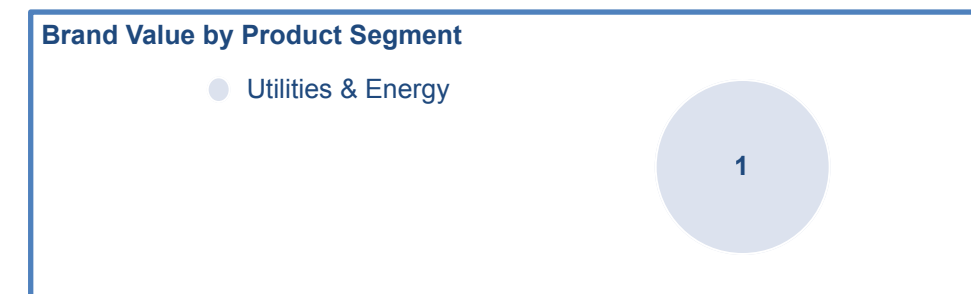 Brand Value by Product Segment
Utilities & Energy
1